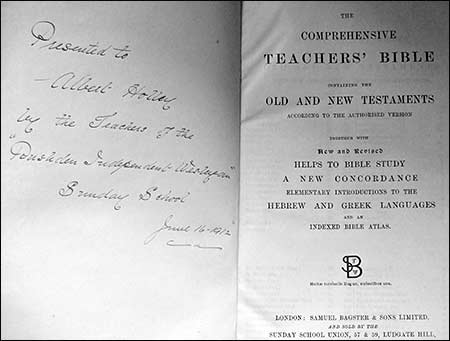 Presented to
Albert Holley
by the Teachers of the
"Rushden Independent Wesleyan"
Sunday School
June 16-1912
THE
COMPREHENSIVE
TEACHERS' BIBLE
CONTAINING THE
OLD AND NEW TESTAMENTS
ACCORDING TO THE AUTHORISED VERSION
TOGETHER WITH
New and Revised
HELPS TO BIBLE STUDY
A NEW CONCORDANCE
ELEMENTARY INTRODUCTIONS TO THE
HEBREW AND GREEK LANGUAGES
AND AN
INDEXED BIBLE ATLAS.
LONDON: SAMUEL BAGSTER & SONS LIMITED,
AND SOLD BY THE
SUNDAY SCHOOL UNION, 57 & 59, LUDGATE HILL,